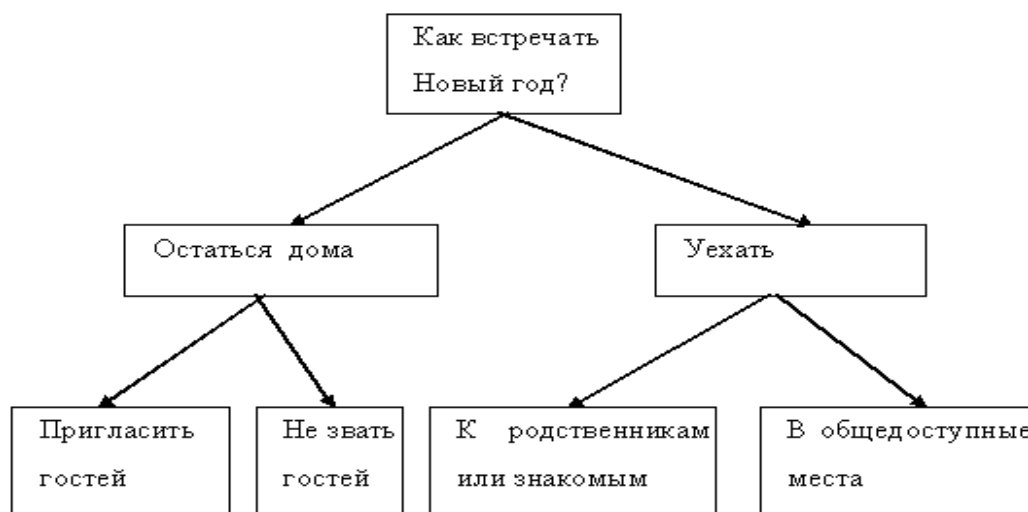 Как встречать
Новый год?
Остаться дома
Уехать
Пригласить
гостей
Не звать
гостей
К родственникам
или знакомым
В общедоступные
места